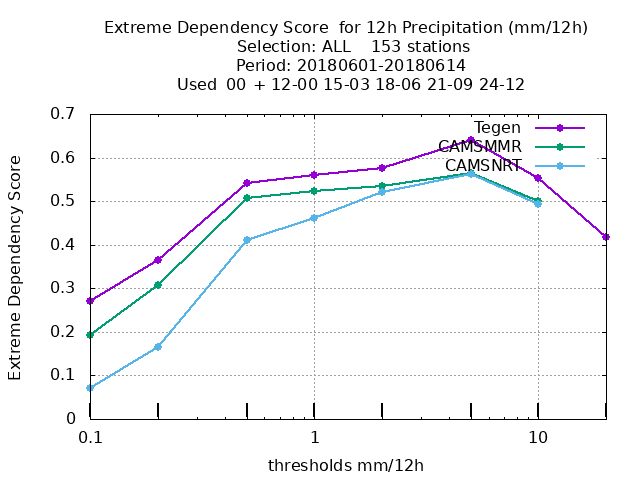 Extreme Dependency Score  for 12h Precipitation (mm/12h)
Selection: ALL    153 stations
Period: 20180601-20180614
Used  00 + 12-00 15-03 18-06 21-09 24-12
0.7
0.6
0.5
0.4
0.3
0.2
0.1
0
Extreme Dependency Score
Tegen
CAMSMMR
CAMSNRT
0.1 1 10
thresholds mm/12h